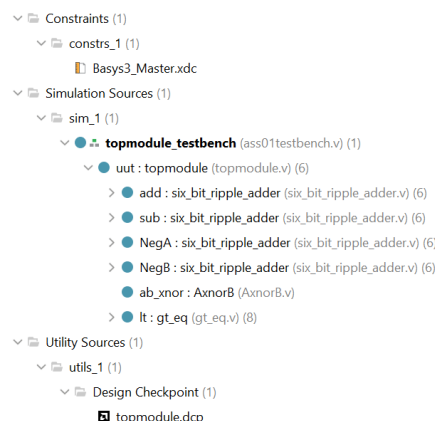 Constraints (1)
constrs_1 (1)
Basys3_Master.xdc
Simulation Sources (1)
sim_1 (1)
topmodule_testbench (ass01testbench.v) (1)
uut : topmodule (topmodule.v) (6)
add : six_bit_ripple_adder (six_bit_ripple_adder.v) (6)
sub : six_bit_ripple_adder (six_bit_ripple_adder.v) (6)
NegA : six_bit_ripple_adder (six_bit_ripple_adder.v) (6)
NegB : six_bit_ripple_adder (six_bit_ripple_adder.v) (6)
ab_xnor : AxnorB (AxnorB.v)
lt : gt_eq (gt_eq.v) (8)
Utility Sources (1)
utils_1 (1)
Design Checkpoint (1)
topmodule.dcp